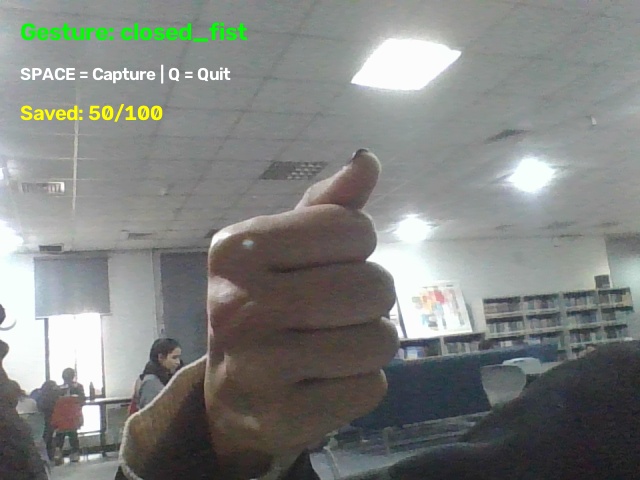 Gesture: closed_fist
SPACE = Capture | Q = Quit
Saved: 50/100